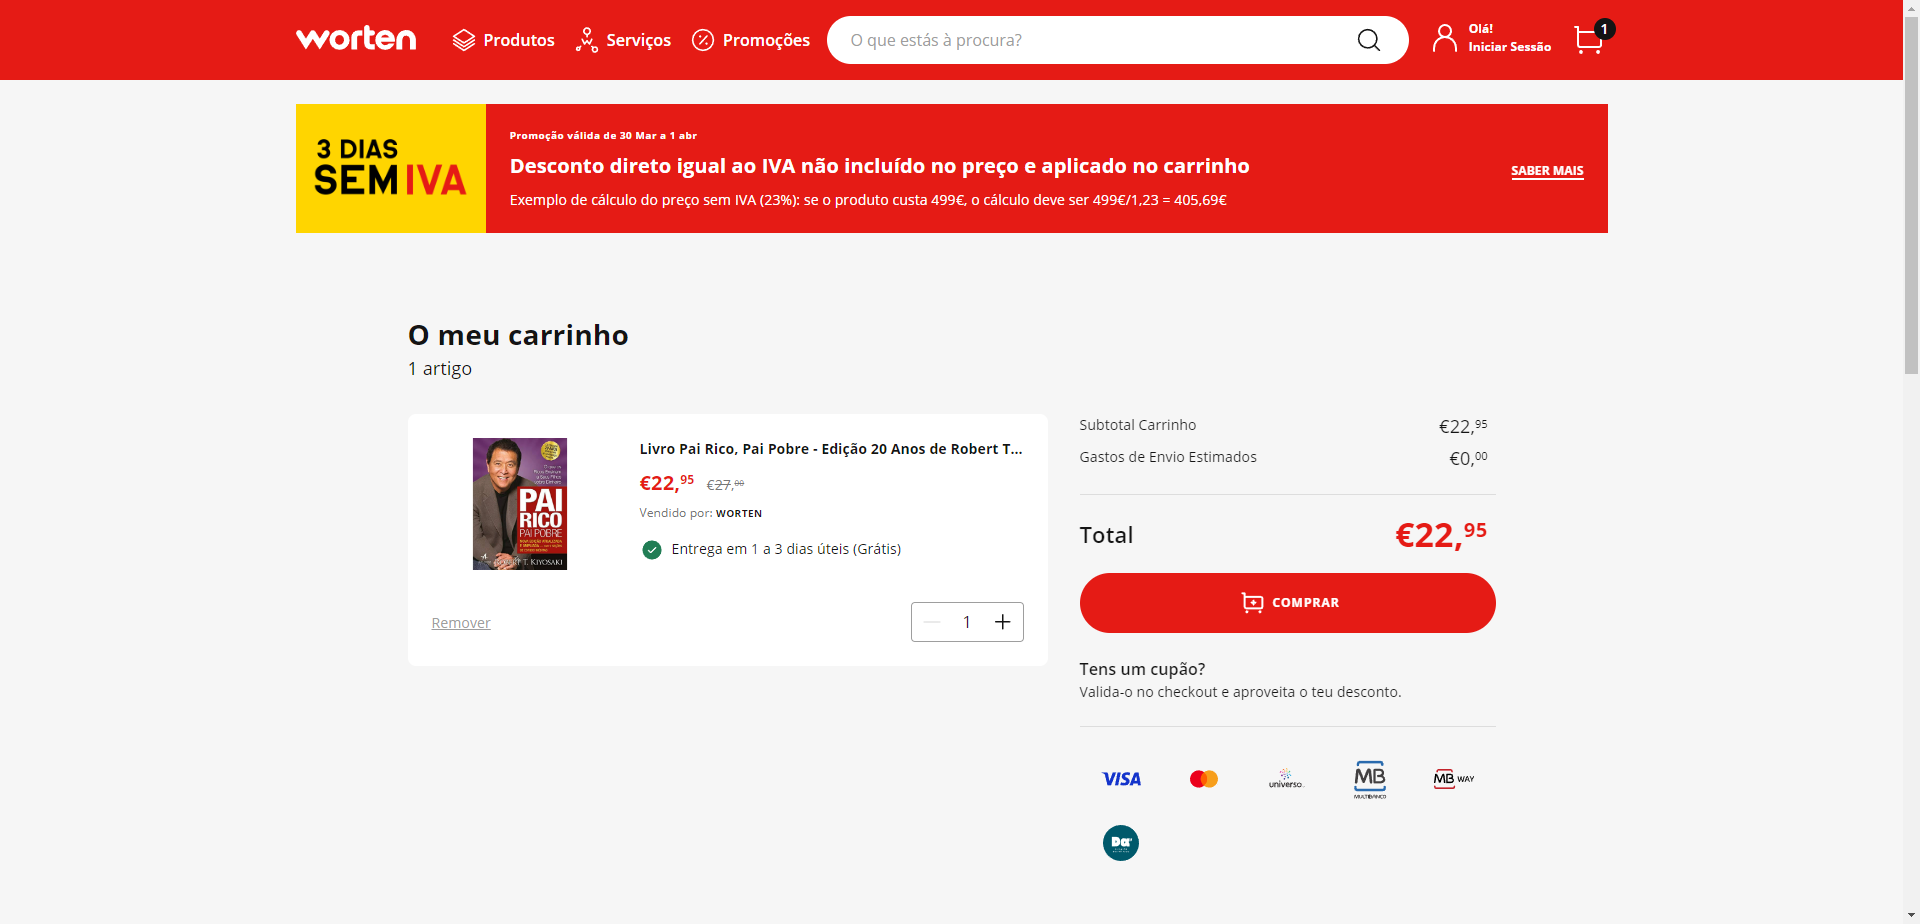 worten
Produtos
Serviços
Promoções
O que estás à procura?
Olá!
Iniciar Sessão
1
3 DIAS
SEM IVA
Promoção válida de 30 Mar a 1 abr
Desconto direto igual ao IVA não incluído no preço e aplicado no carrinho
Exemplo de cálculo do preço sem IVA (23%): se o produto custa 499€, o cálculo deve ser 499€/1,23 = 405,69€
SABER MAIS
O meu carrinho
1 artigo
PAI
RICO
PAI POBRE
ROBERT T. KIYOSAKI
Livro Pai Rico, Pai Pobre - Edição 20 Anos de Robert T...
€22,95 €27,00
Vendido por: WORTEN
Entrega em 1 a 3 dias úteis (Grátis)
Remover
1
Subtotal Carrinho €22,95
Gastos de Envio Estimados €0,00
Total €22,95
COMPRAR
Tens um cupão?
Valida-o no checkout e aproveita o teu desconto.
VISA
universo
MB
MULTIBANCO
MB WAY
Da